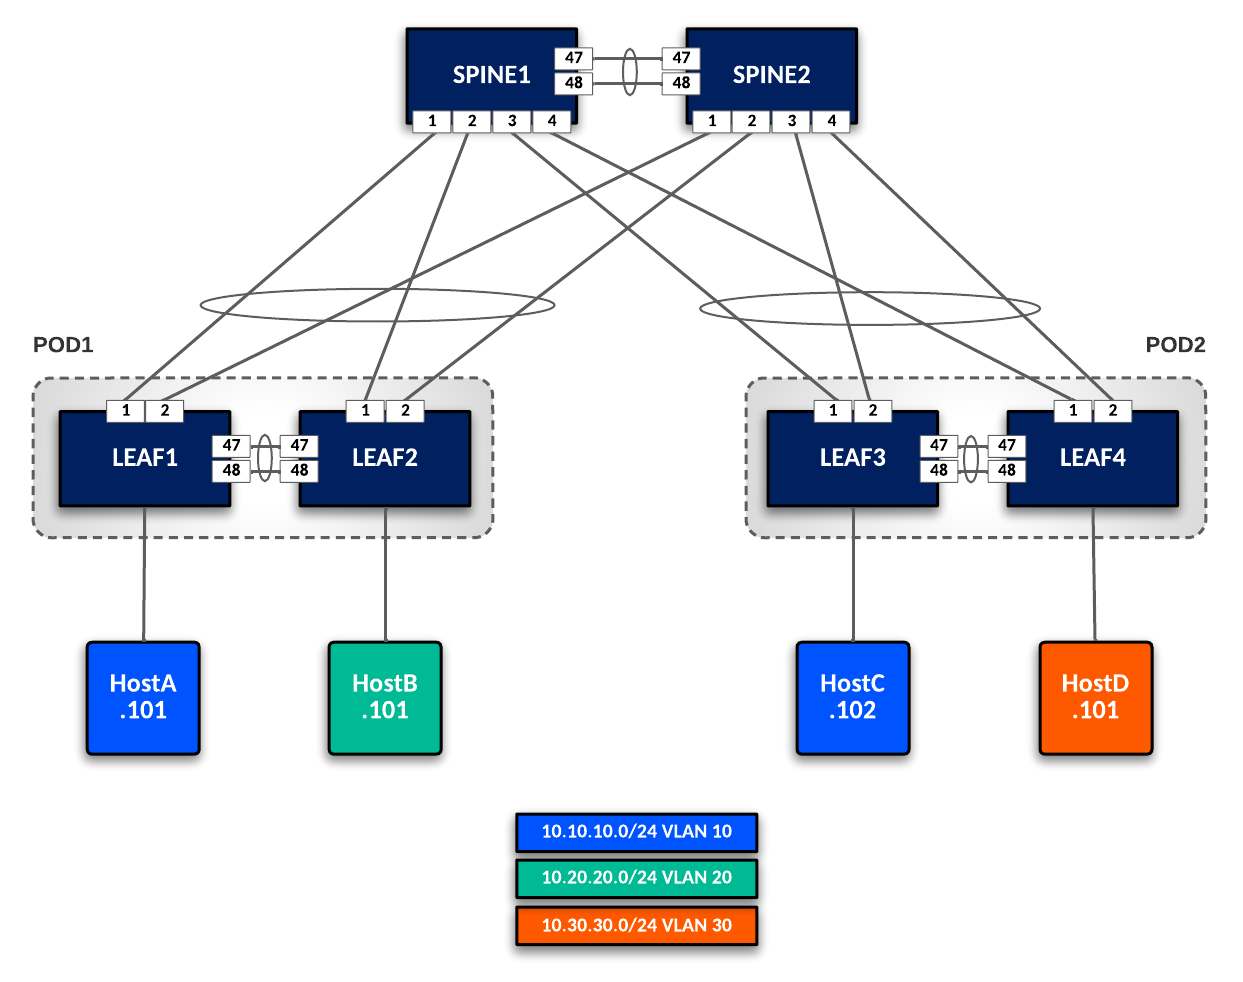 SPINE1
47
48
1 2 3 4
47
48
SPINE2
1 2 3 4
POD1
POD2
1 2
LEAF1
47
48
1 2
47
48
LEAF2
1 2
LEAF3
47
48
1 2
47
48
LEAF4
HostA
.101
HostB
.101
HostC
.102
HostD
.101
10.10.10.0/24 VLAN 10
10.20.20.0/24 VLAN 20
10.30.30.0/24 VLAN 30